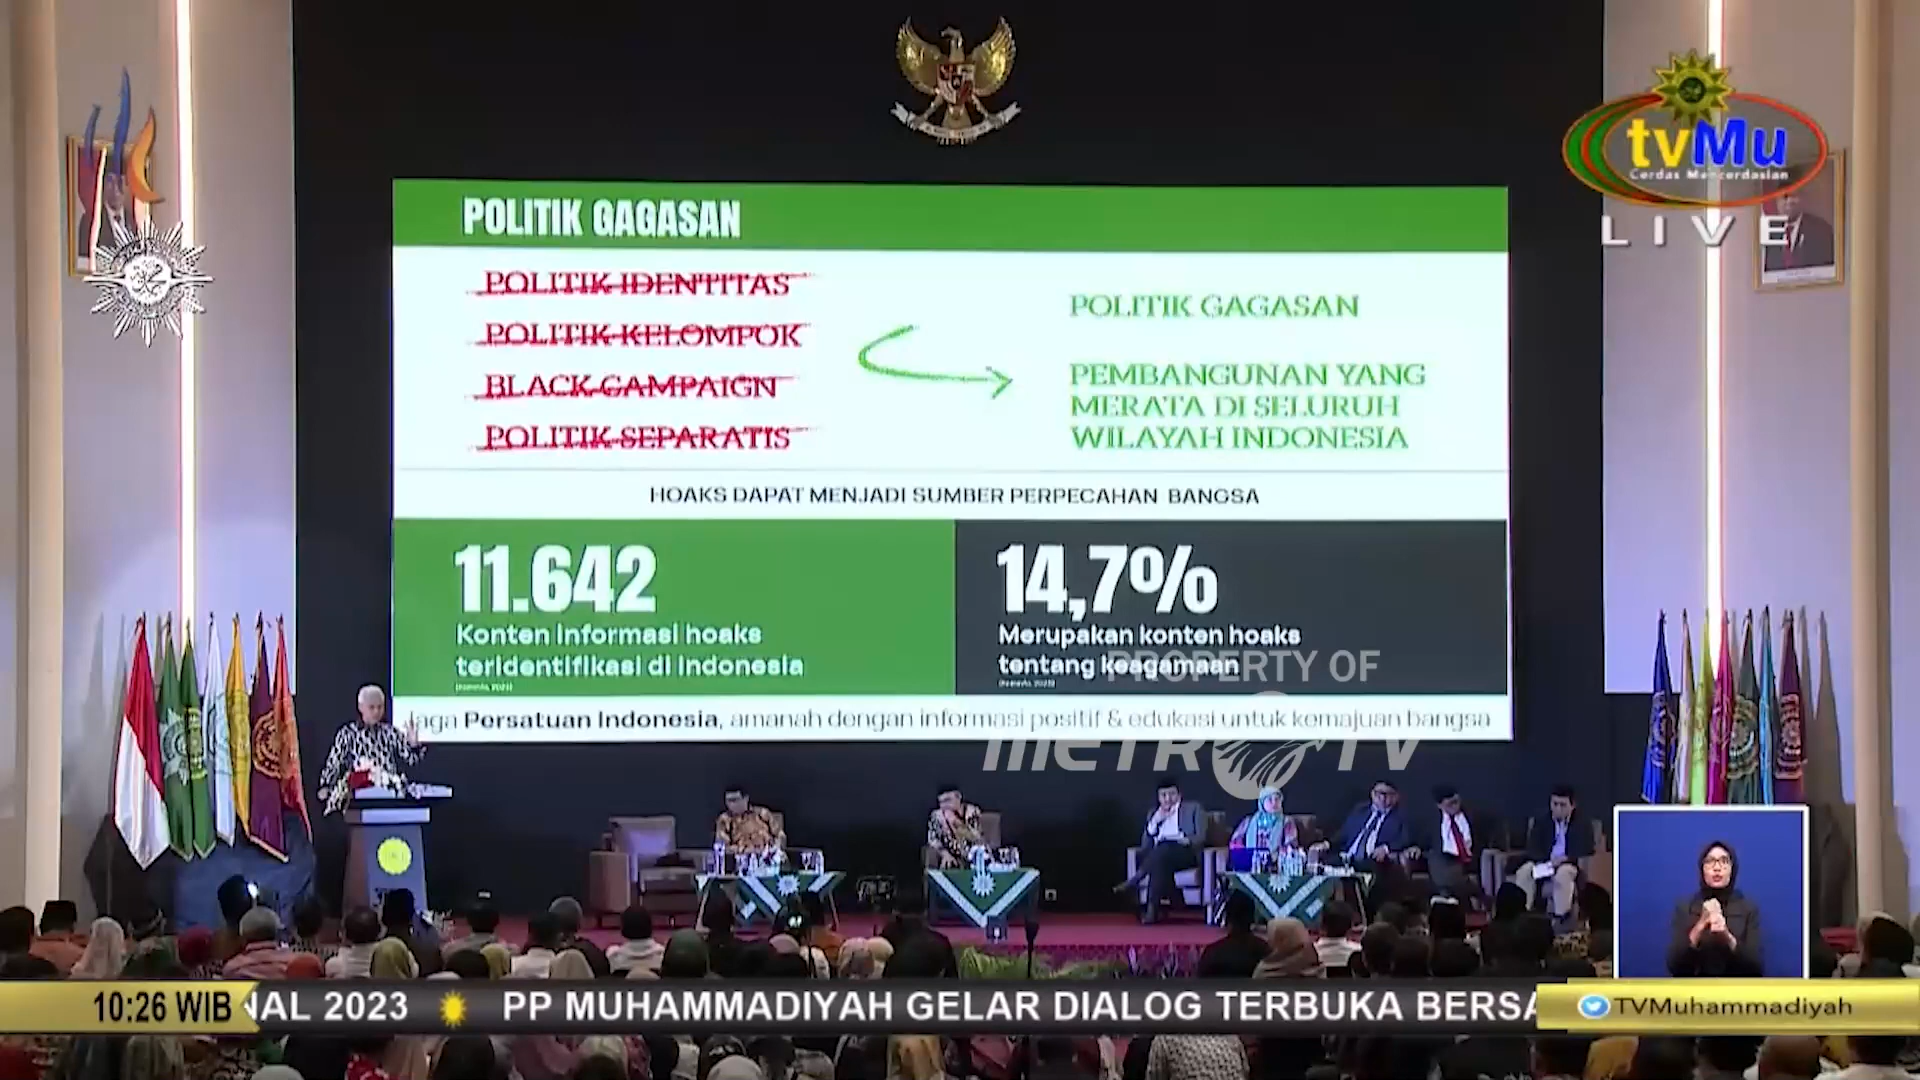 tvMu
Cerdas Mencerdasian
LIVE
POLITIK GAGASAN
POLITIK IDENTITAS
POLITIK KELOMPOK
BLACK CAMPAIGN
POLITIK SEPARATIS
POLITIK GAGASAN
PEMBANGUNAN YANG
MERATA DI SELURUH
WILAYAH INDONESIA
HOAKS DAPAT MENJADI SUMBER PERPECAHAN BANGSA
11.642
Konten informasi hoaks
teridentifikasi di Indonesia
14,7%
Merupakan konten hoaks
tentang keagamaan
PROPERTY OF
METRO TV
Jaga Persatuan Indonesia, amanah dengan informasi positif & edukasi untuk kemajuan bangsa
10:26 WIB
NAL 2023 PP MUHAMMADIYAH GELAR DIALOG TERBUKA BERSA
TVMuhammadiyah